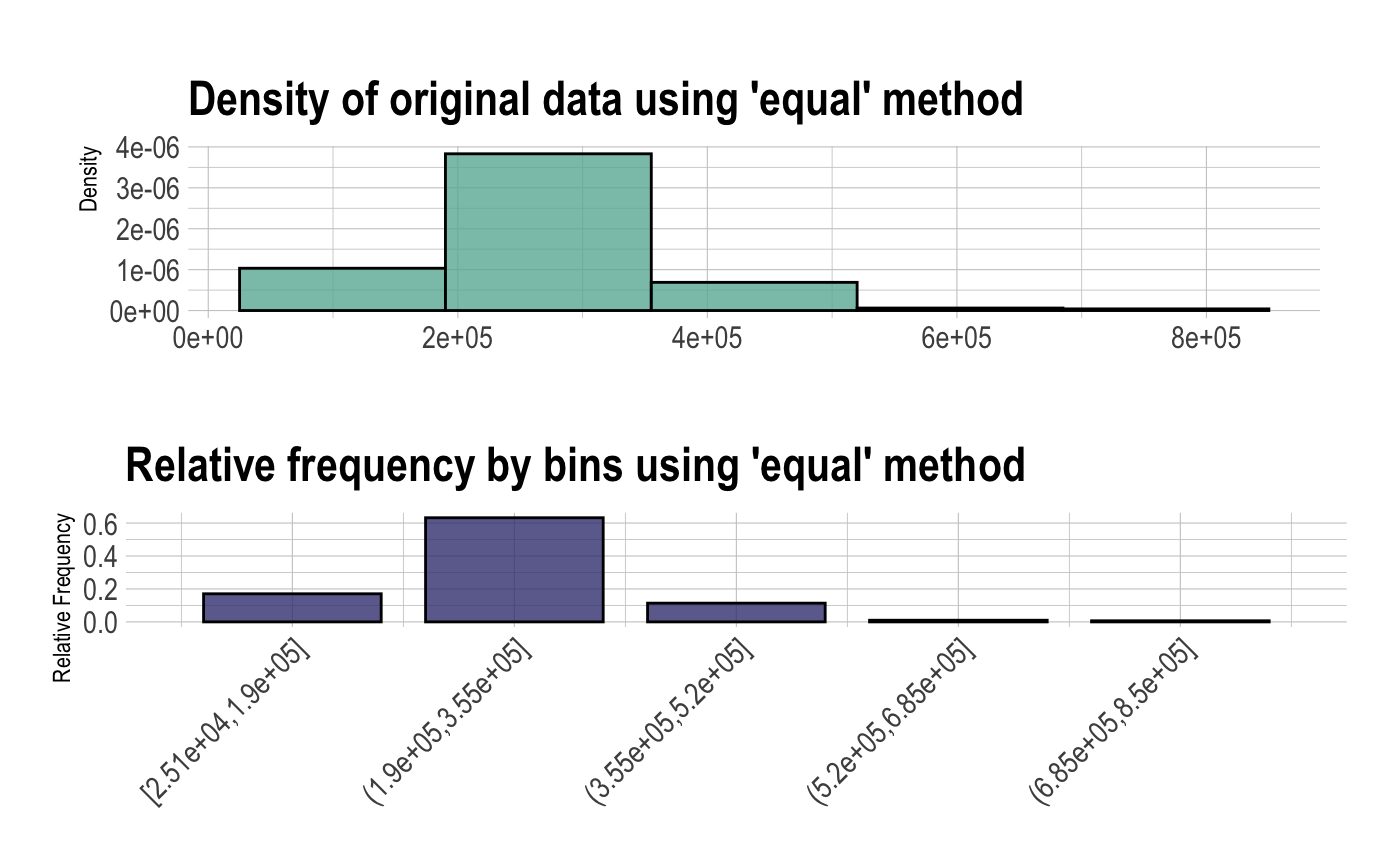 Density of original data using 'equal' method
Density
4e-06
3e-06
2e-06
1e-06
0e+00
0e+00 2e+05 4e+05 6e+05 8e+05
Relative frequency by bins using 'equal' method
Relative Frequency
0.6
0.4
0.2
0.0
[2.51e+04,1.9e+05]
(1.9e+05,3.55e+05]
(3.55e+05,5.2e+05]
(5.2e+05,6.85e+05]
(6.85e+05,8.5e+05]